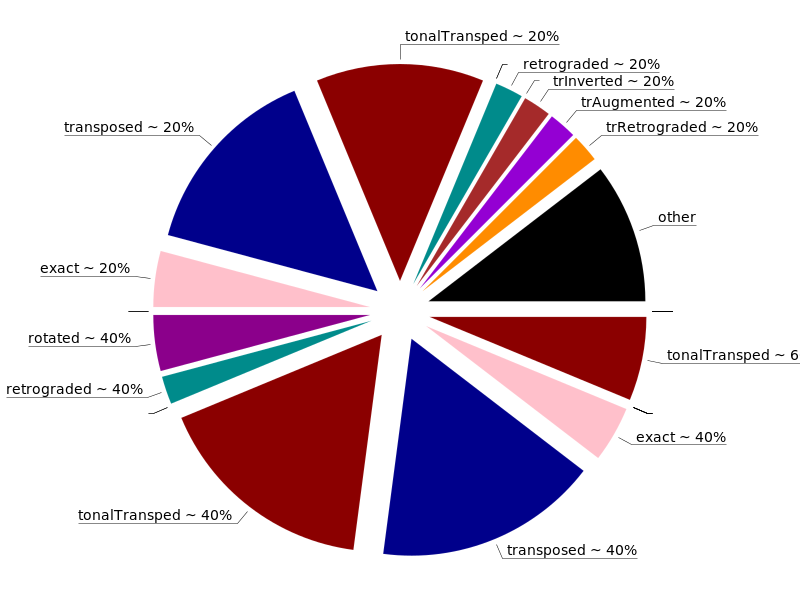 tonalTransped ~ 20%
retrograded ~ 20%
trInverted ~ 20%
trAugmented ~ 20%
trRetrograded ~ 20%
transposed ~ 20%
other
exact ~ 20%
rotated ~ 40%
tonalTransped ~ 6
retrograded ~ 40%
exact ~ 40%
tonalTransped ~ 40%
transposed ~ 40%